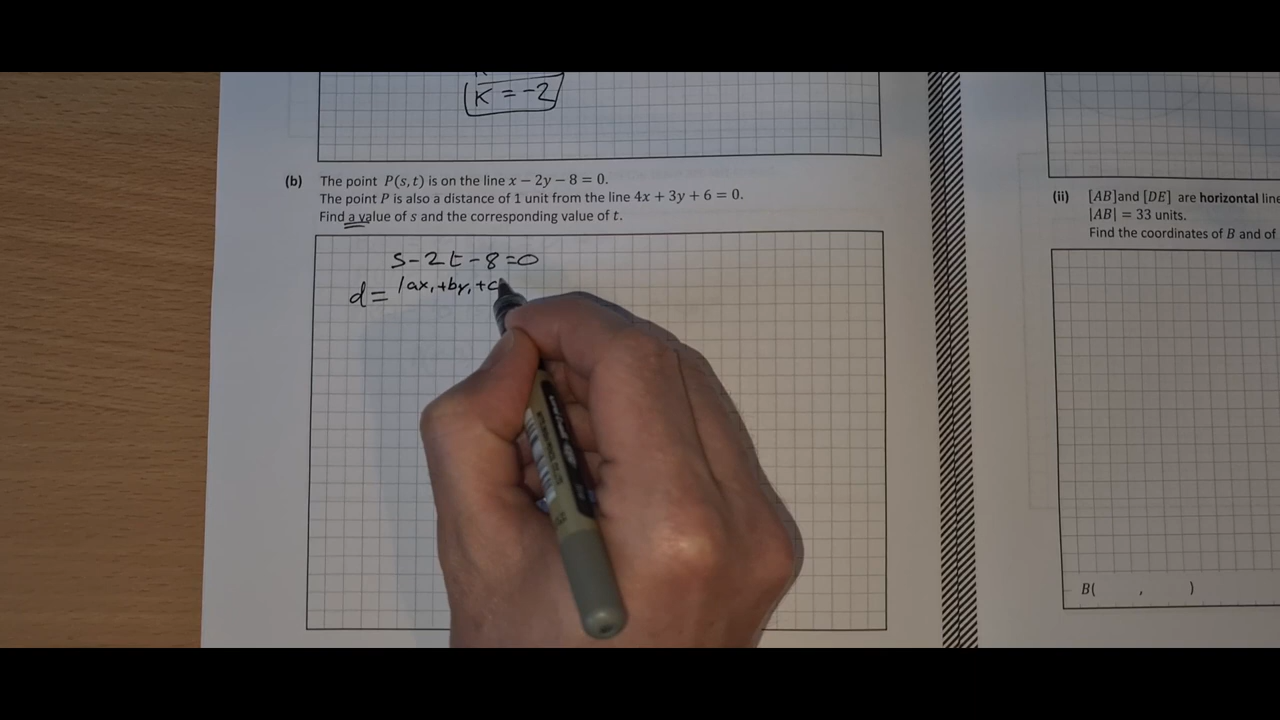 K = -2
(b) The point P(s, t) is on the line x − 2y − 8 = 0.
The point P is also a distance of 1 unit from the line 4x + 3y + 6 = 0.
Find a value of s and the corresponding value of t.
s - 2t - 8 = 0
d = |ax₁ + by₁ + c
(ii) [AB]and [DE] are horizontal line
|AB| = 33 units.
Find the coordinates of B and of
B( , )